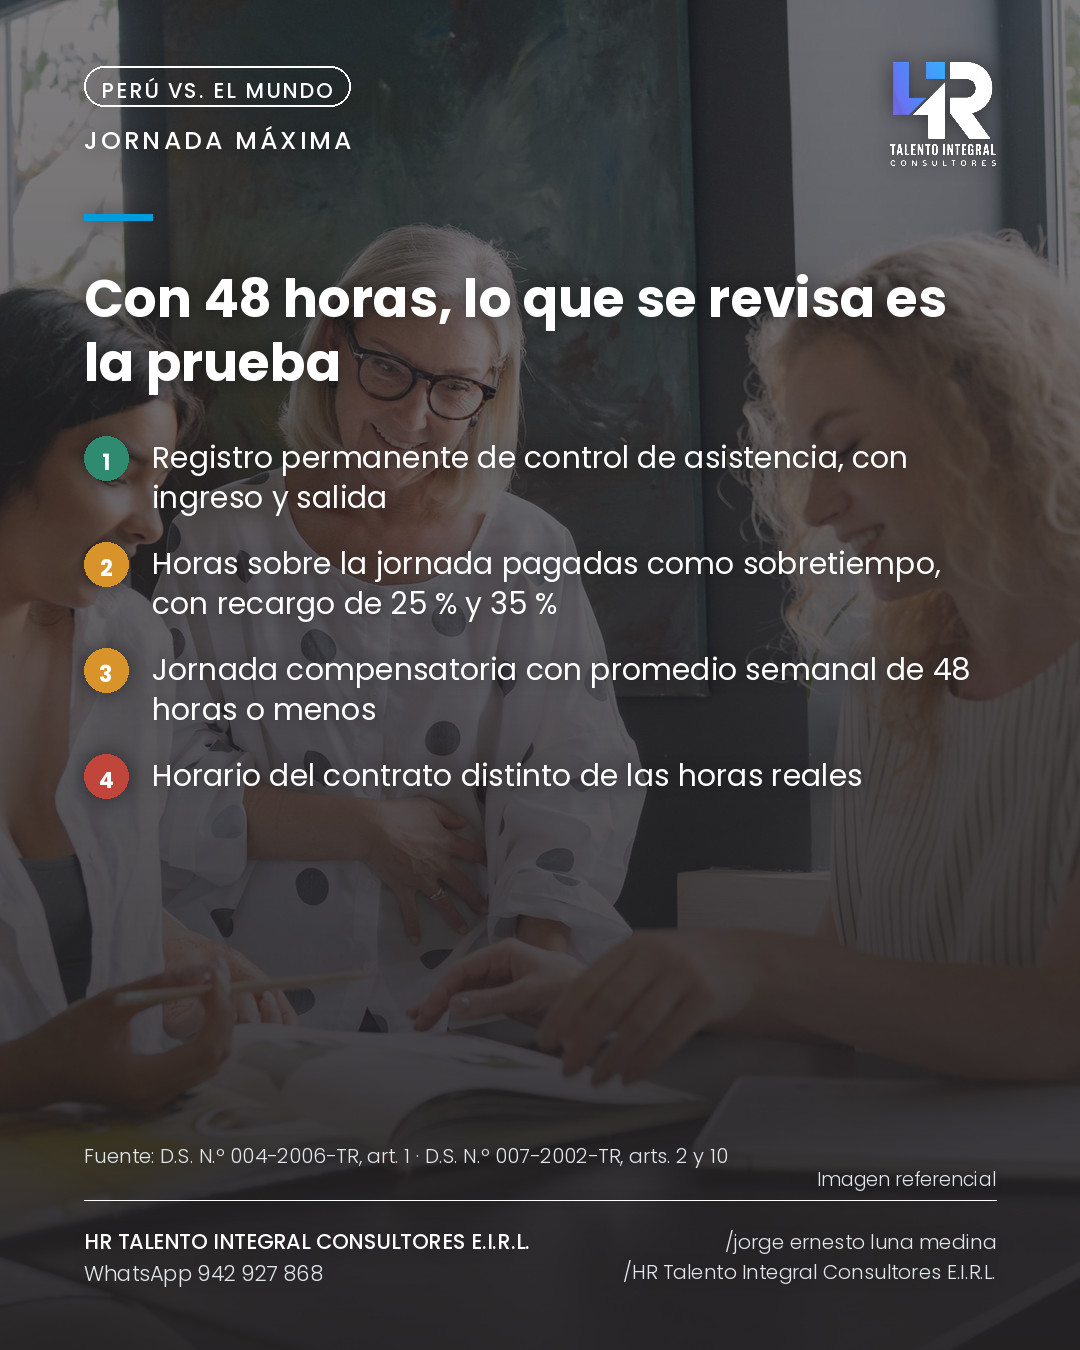 PERÚ VS. EL MUNDO
JORNADA MÁXIMA
HR
TALENTO INTEGRAL
CONSULTORES
Con 48 horas, lo que se revisa es
la prueba
1 Registro permanente de control de asistencia, con
ingreso y salida
2 Horas sobre la jornada pagadas como sobretiempo,
con recargo de 25 % y 35 %
3 Jornada compensatoria con promedio semanal de 48
horas o menos
4 Horario del contrato distinto de las horas reales
Fuente: D.S. N.º 004-2006-TR, art. 1 · D.S. N.º 007-2002-TR, arts. 2 y 10
Imagen referencial
HR TALENTO INTEGRAL CONSULTORES E.I.R.L.
WhatsApp 942 927 868
/jorge ernesto luna medina
/HR Talento Integral Consultores E.I.R.L.